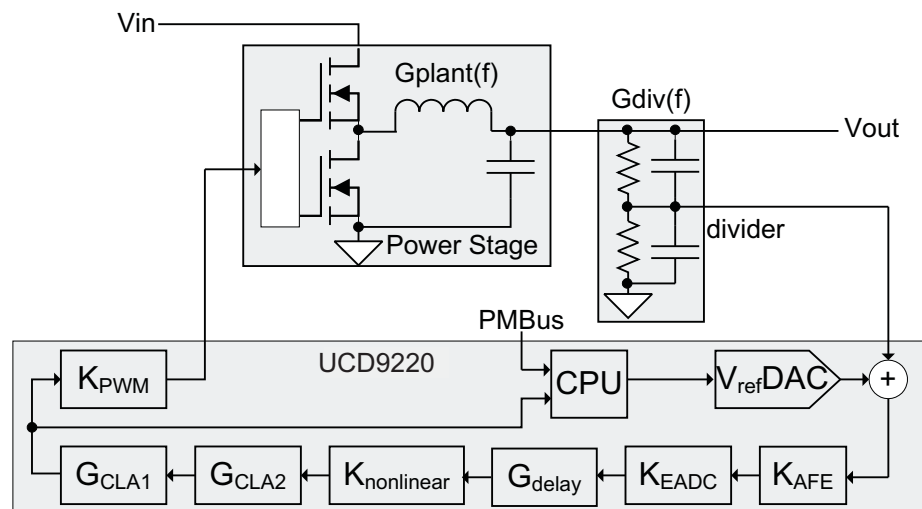 Vin
Gplant(f)
Gdiv(f)
Vout
Power Stage
divider
PMBus
UCD9220
KPWM
CPU
VrefDAC
+
GCLA1
GCLA2
Knonlinear
Gdelay
KEADC
KAFE